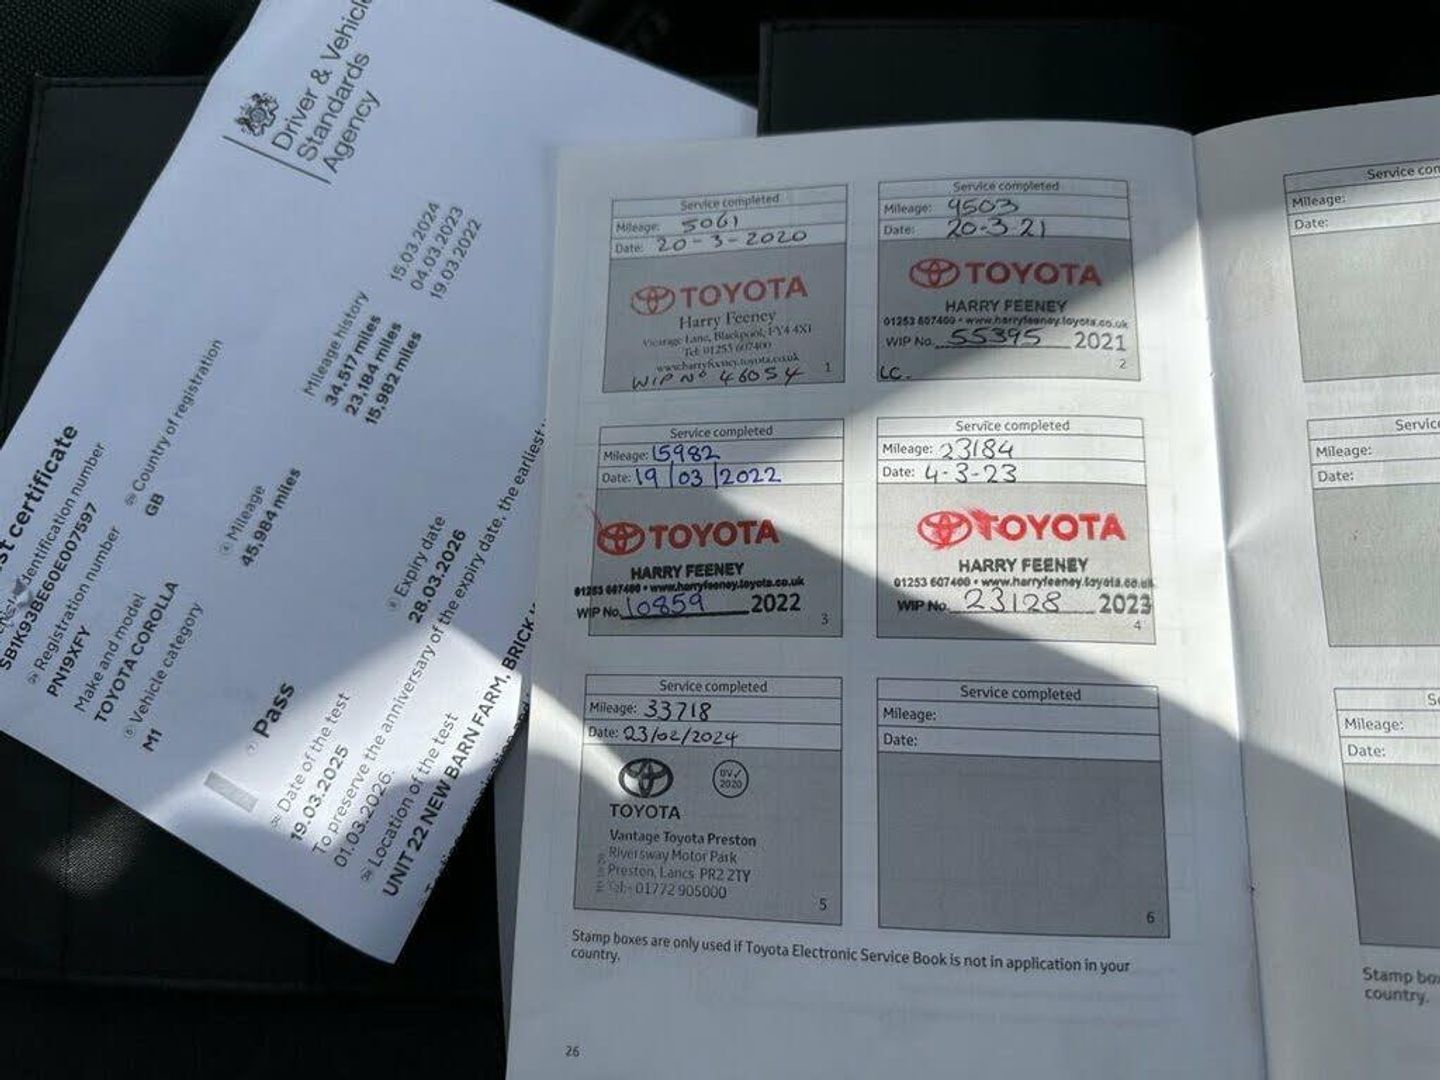 Driver & Vehicle
Standards
Agency
st certificate
Identification number
SB1K93BE60E007597
Registration number
PN19XFY
Country of registration
GB
Make and model
TOYOTA COROLLA
Vehicle category
M1
Mileage
45,984 miles
Mileage history
34,517 miles 15.03.2024
23,184 miles 04.03.2023
15,982 miles 19.03.2022
Pass
Date of the test
19.03.2025
Expiry date
28.03.2026
To preserve the anniversary of the expiry date, the earliest
01.03.2026.
Location of the test
UNIT 22 NEW BARN FARM, BRICK
Service completed
Mileage: 5061
Date: 20-3-2020
TOYOTA
Harry Feeney
Vicarage Lane, Blackpool, FY4 4XJ
Tel: 01253 607400
www.harryfeeney.toyota.co.uk
WIP Nº 46054
1
Service completed
Mileage: 9503
Date: 20-3-21
TOYOTA
HARRY FEENEY
01253 607400 • www.harryfeeney.toyota.co.uk
WIP No. 55395 2021
LC.
2
Service completed
Mileage: 15982
Date: 19/03/2022
TOYOTA
HARRY FEENEY
01253 607400 • www.harryfeeney.toyota.co.uk
WIP No. 10859 2022
3
Service completed
Mileage: 23184
Date: 4-3-23
TOYOTA
HARRY FEENEY
01253 607400 • www.harryfeeney.toyota.co.uk
WIP No. 23128 2023
4
Service completed
Mileage: 33718
Date: 23/02/2024
BV✓
2020
TOYOTA
Vantage Toyota Preston
Riversway Motor Park
Preston, Lancs PR2 2TY
Tel:- 01772 905000
5
Service completed
Mileage:
Date:
6
Stamp boxes are only used if Toyota Electronic Service Book is not in application in your
country.
26
Service com
Mileage:
Date:
Servic
Mileage:
Date:
S
Mileage:
Date:
Stamp bo
country.